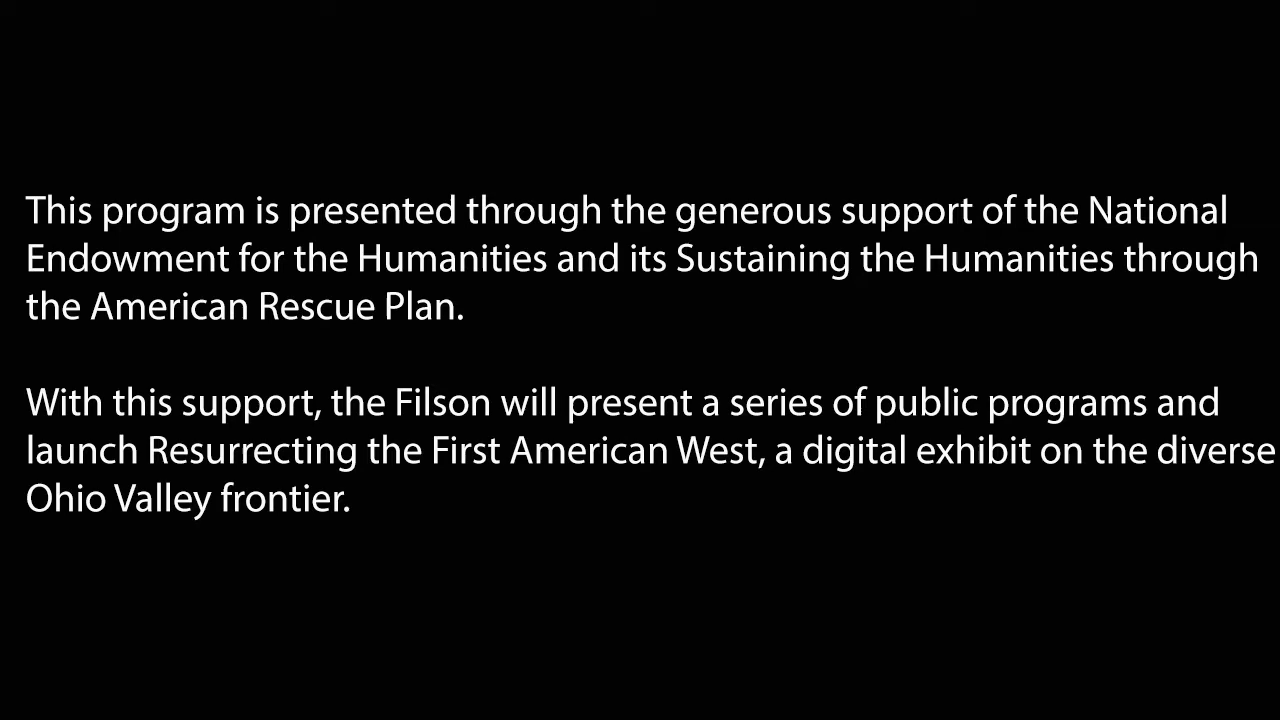 This program is presented through the generous support of the National
Endowment for the Humanities and its Sustaining the Humanities through
the American Rescue Plan.
With this support, the Filson will present a series of public programs and
launch Resurrecting the First American West, a digital exhibit on the diverse
Ohio Valley frontier.